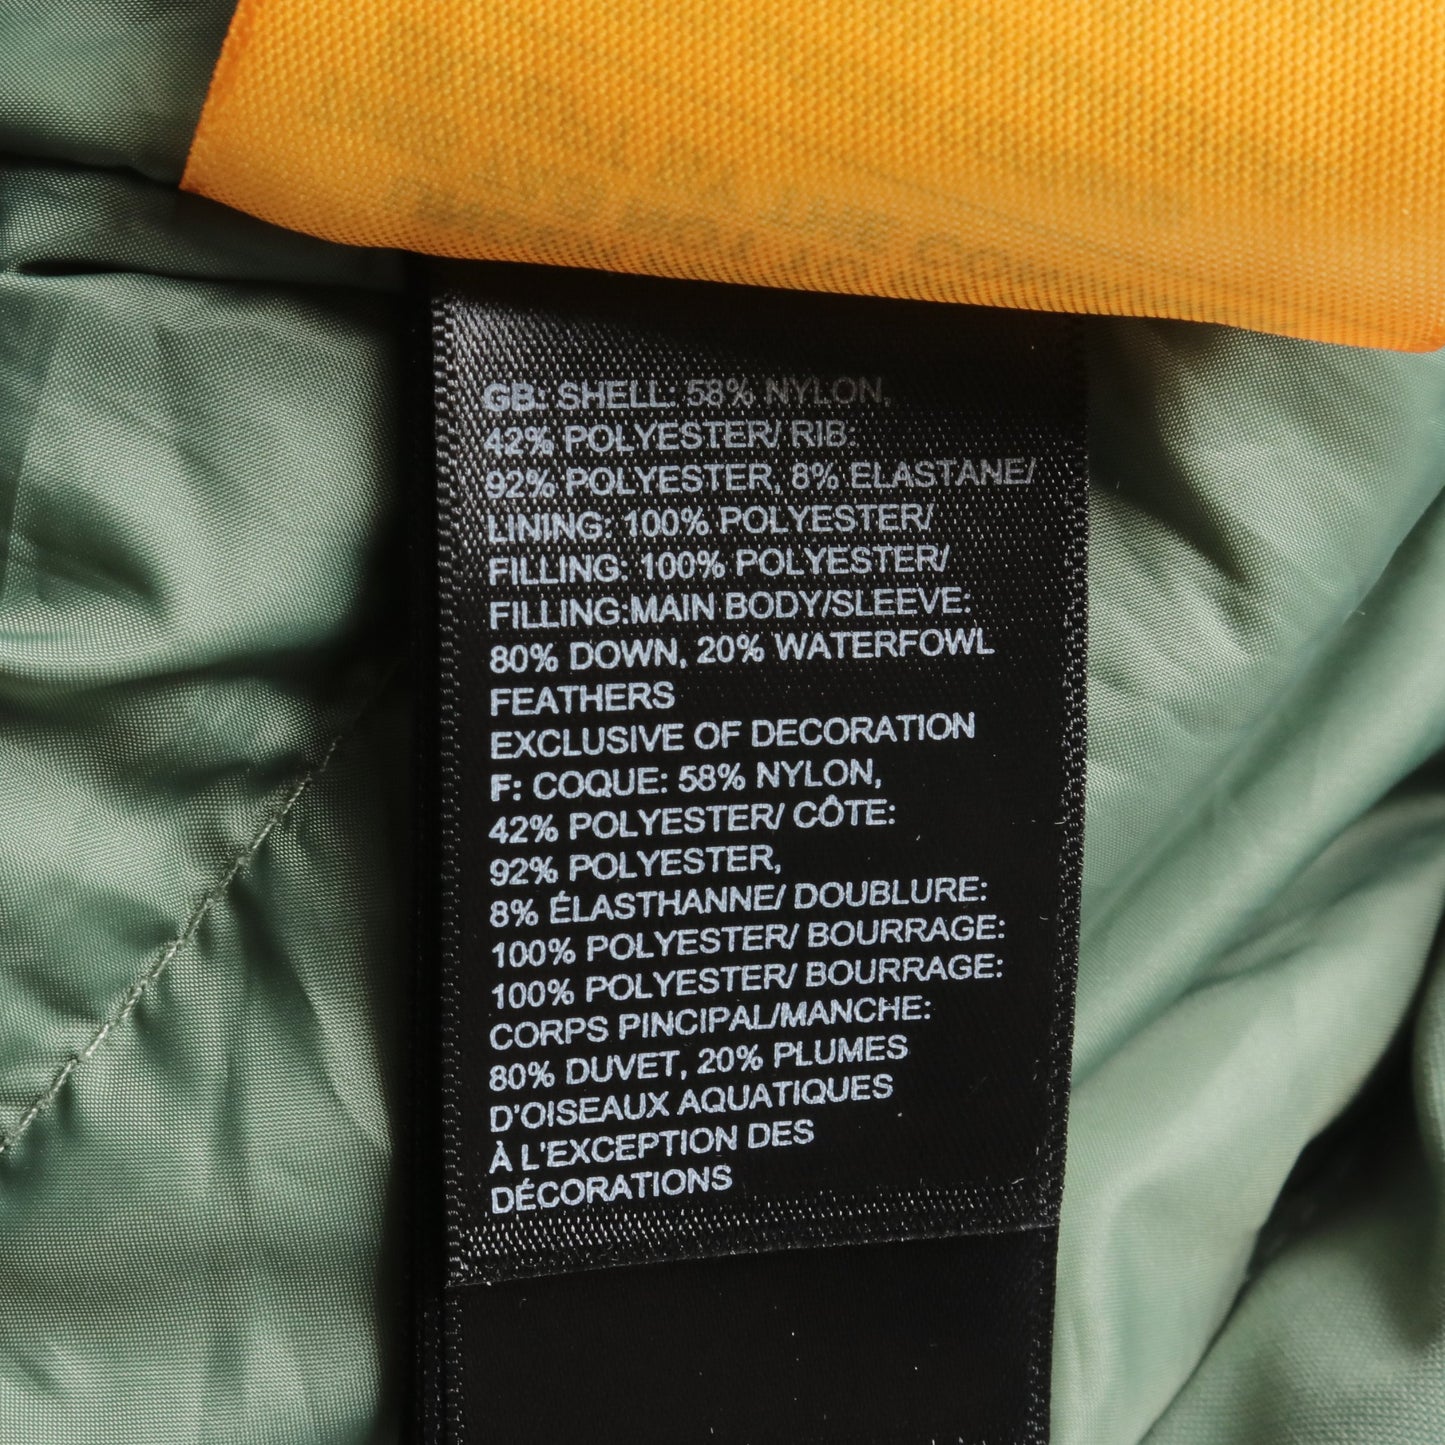 GB: SHELL: 58% NYLON,
42% POLYESTER/ RIB:
92% POLYESTER, 8% ELASTANE/
LINING: 100% POLYESTER/
FILLING: 100% POLYESTER/
FILLING:MAIN BODY/SLEEVE:
80% DOWN, 20% WATERFOWL
FEATHERS
EXCLUSIVE OF DECORATION
F: COQUE: 58% NYLON,
42% POLYESTER/ CÔTE:
92% POLYESTER,
8% ÉLASTHANNE/ DOUBLURE:
100% POLYESTER/ BOURRAGE:
100% POLYESTER/ BOURRAGE:
CORPS PINCIPAL/MANCHE:
80% DUVET, 20% PLUMES
D'OISEAUX AQUATIQUES
À L'EXCEPTION DES
DÉCORATIONS